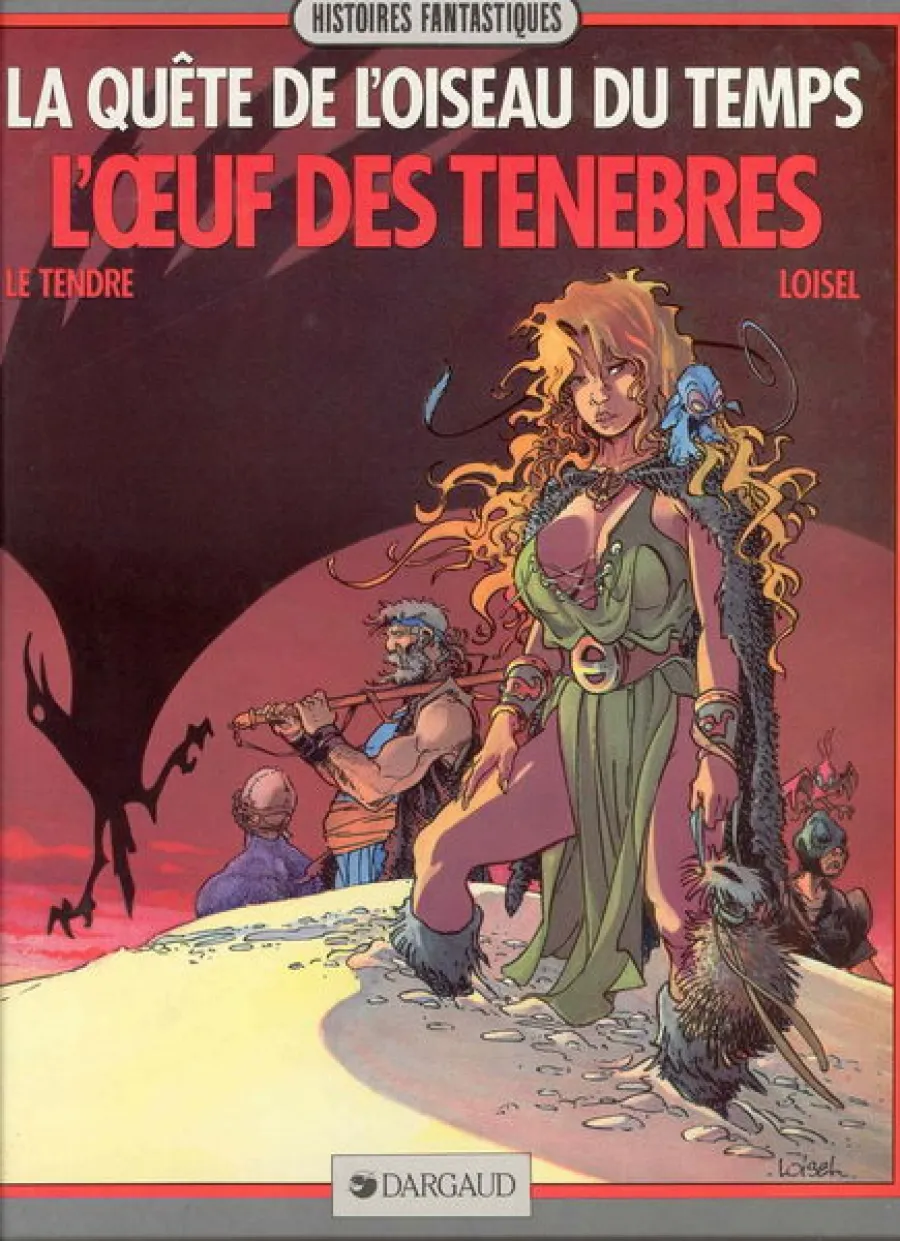 HISTOIRES FANTASTIQUES
LA QUÊTE DE L'OISEAU DU TEMPS
L'ŒUF DES TENEBRES
LE TENDRE
LOISEL
LOISEL
DARGAUD